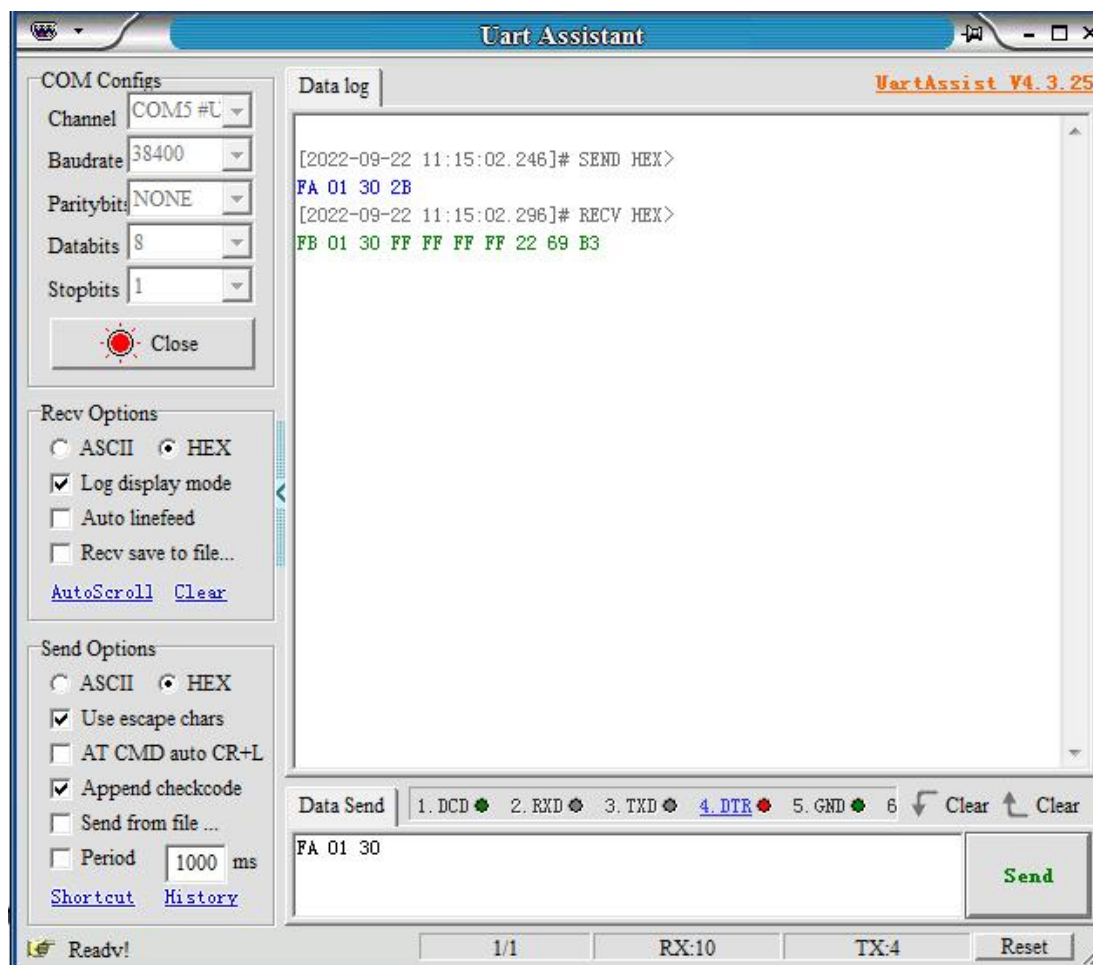 Uart Assistant
COM Configs
Channel COM5 #U
Baudrate 38400
Paritybits NONE
Databits 8
Stopbits 1
Close
Recv Options
ASCII HEX
Log display mode
Auto linefeed
Recv save to file...
AutoScroll Clear
Send Options
ASCII HEX
Use escape chars
AT CMD auto CR+L
Append checkcode
Send from file ...
Period 1000 ms
Shortcut History
Data log
UartAssist V4.3.25
[2022-09-22 11:15:02.246]# SEND HEX>
FA 01 30 2B
[2022-09-22 11:15:02.296]# RECV HEX>
FB 01 30 FF FF FF FF 22 69 B3
Data Send 1. DCD 2. RXD 3. TXD 4. DTR 5. GND 6 Clear Clear
FA 01 30
Send
Ready! 1/1 RX:10 TX:4 Reset